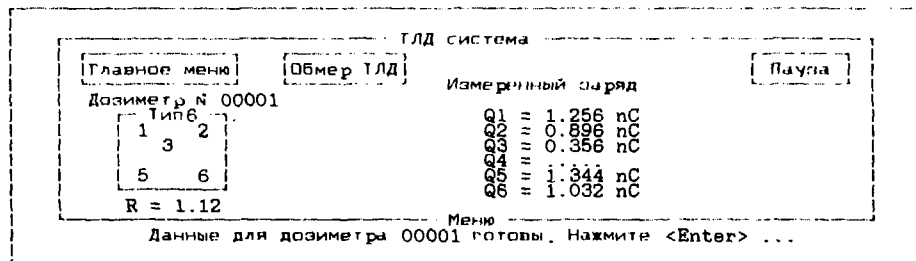 ТЛД система
Главное меню
Обмер ТЛД
Пауза
Измеренный заряд
Дозиметр № 00001
Тип6
1 2
3
5 6
R = 1.12
Q1 = 1.256 nC
Q2 = 0.896 nC
Q3 = 0.356 nC
Q4 = .....
Q5 = 1.344 nC
Q6 = 1.032 nC
Меню
Данные для дозиметра 00001 готовы. Нажмите <Enter> ...